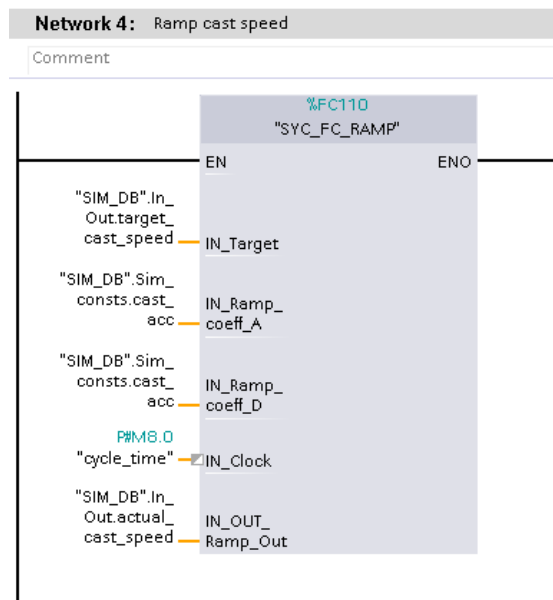 Network 4: Ramp cast speed
Comment
%FC110
"SYC_FC_RAMP"
EN ENO
"SIM_DB".In_
Out.target_
cast_speed IN_Target
"SIM_DB".Sim_
consts.cast_ IN_Ramp_
acc coeff_A
"SIM_DB".Sim_
consts.cast_ IN_Ramp_
acc coeff_D
P#M8.0
"cycle_time" IN_Clock
"SIM_DB".In_
Out.actual_ IN_OUT_
cast_speed Ramp_Out